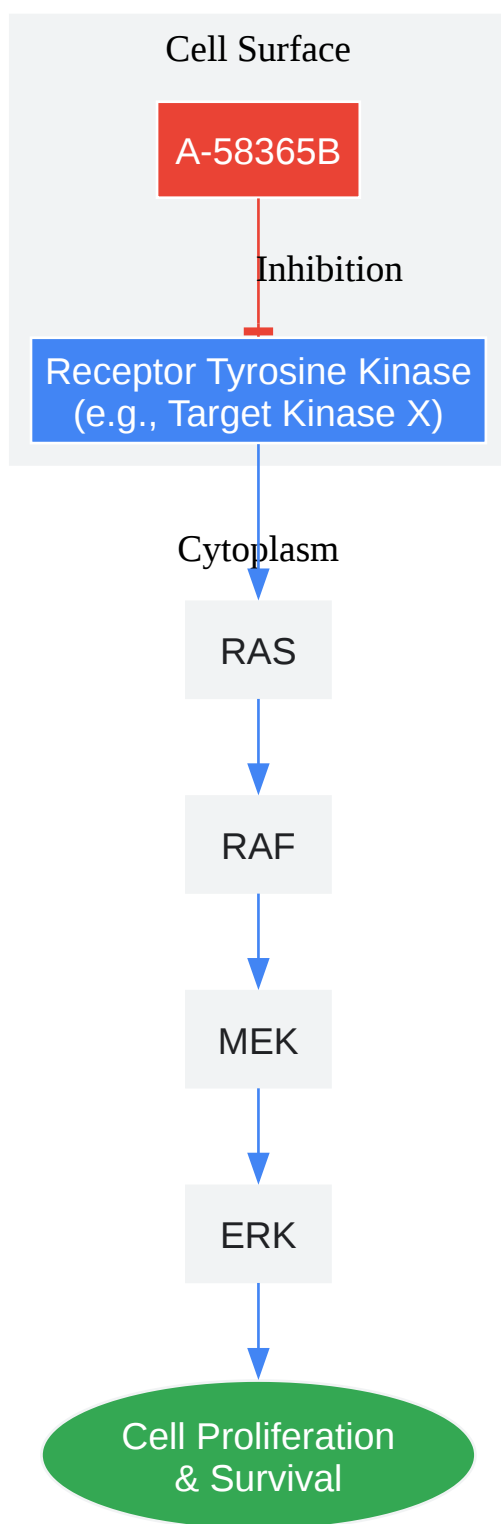 Cell Surface
A-58365B
Inhibition
Receptor Tyrosine Kinase
(e.g., Target Kinase X)
Cytoplasm
RAS
RAF
MEK
ERK
Cell Proliferation
& Survival